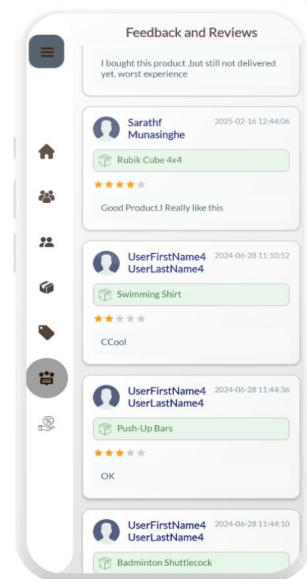 Feedback and Reviews
I bought this product ,but still not delivered
yet, worst experience
Sarathf
Munasinghe
2025-02-16 12:44:06
Rubik Cube 4x4
Good Product.I Really like this
UserFirstName4
UserLastName4
2024-06-28 11:10:52
Swimming Shirt
CCool
UserFirstName4
UserLastName4
2024-06-28 11:44:36
Push-Up Bars
OK
UserFirstName4
UserLastName4
2024-06-28 11:44:10
Badminton Shuttlecock